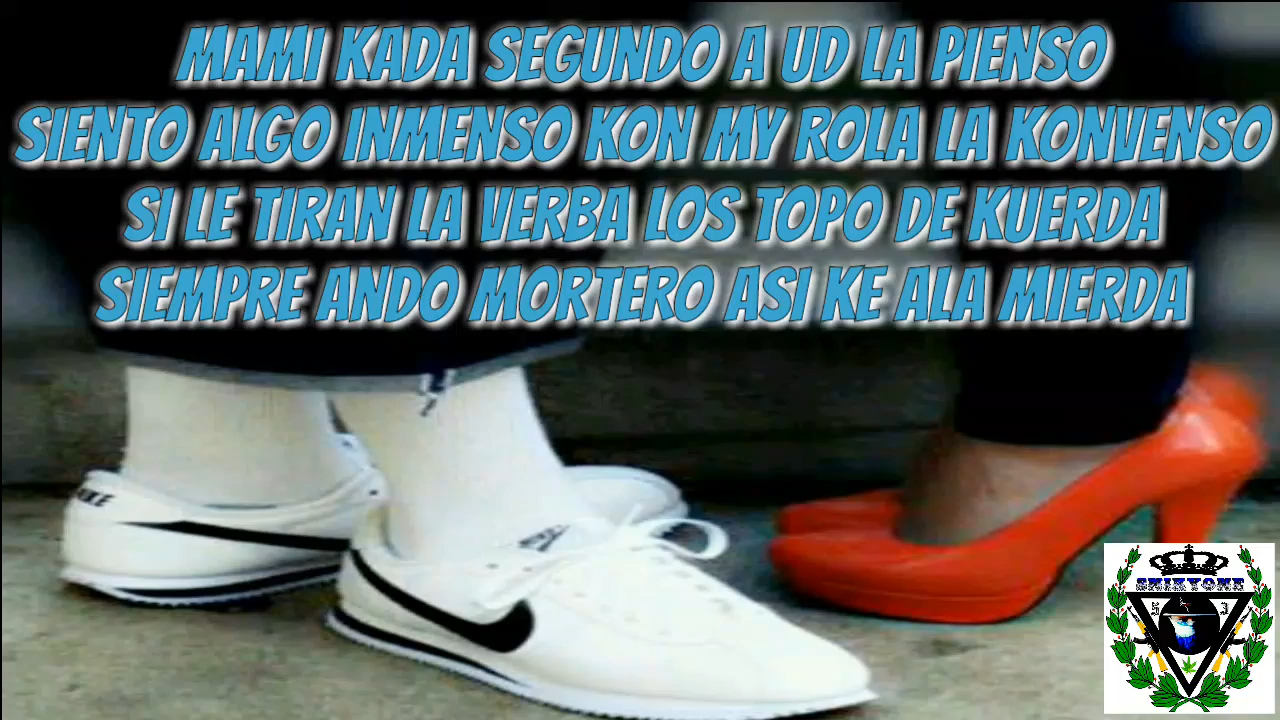 MAMI KADA SEGUNDO A UD LA PIENSO
SIENTO ALGO INMENSO KON MY ROLA LA KONVENSO
SI LE TIRAN LA VERBA LOS TOPO DE KUERDA
SIEMPRE ANDO MORTERO ASI KE ALA MIERDA
NIKE